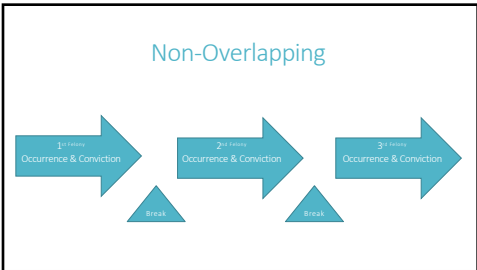 Non-Overlapping
1st Felony
Occurrence & Conviction
2nd Felony
Occurrence & Conviction
3rd Felony
Occurrence & Conviction
Break
Break